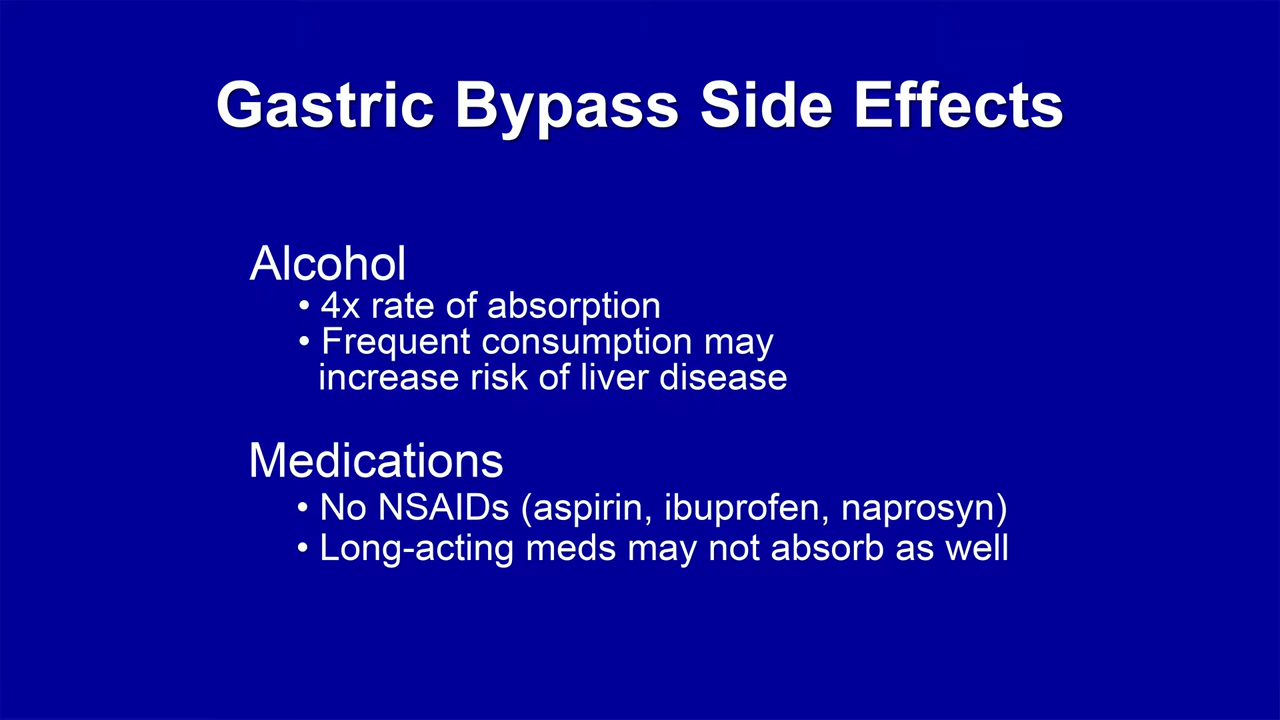 Gastric Bypass Side Effects
Alcohol
• 4x rate of absorption
• Frequent consumption may
increase risk of liver disease
Medications
• No NSAIDs (aspirin, ibuprofen, naprosyn)
• Long-acting meds may not absorb as well